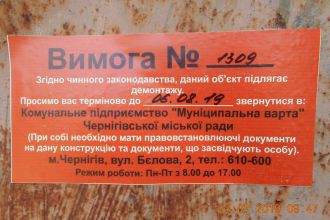 Вимога № 1309
Згідно чинного законодавства, даний об'єкт підлягає
демонтажу.
Просимо вас терміново до 06.08.19 звернутися в:
Комунальне підприємство "Муніципальна варта"
Чернігівської міської ради
(При собі необхідно мати правовстановлюючі документи
на дану конструкцію та документи, що засвідчують особу).
м.Чернігів, вул. Бєлова, 2, тел.: 610-600
Режим роботи: Пн-Пт з 8.00 до 17.00